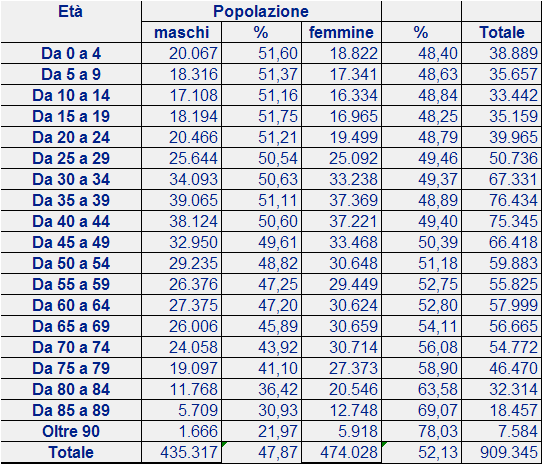 Età Popolazione
maschi % femmine % Totale
Da 0 a 4 20.067 51,60 18.822 48,40 38.889
Da 5 a 9 18.316 51,37 17.341 48,63 35.657
Da 10 a 14 17.108 51,16 16.334 48,84 33.442
Da 15 a 19 18.194 51,75 16.965 48,25 35.159
Da 20 a 24 20.466 51,21 19.499 48,79 39.965
Da 25 a 29 25.644 50,54 25.092 49,46 50.736
Da 30 a 34 34.093 50,63 33.238 49,37 67.331
Da 35 a 39 39.065 51,11 37.369 48,89 76.434
Da 40 a 44 38.124 50,60 37.221 49,40 75.345
Da 45 a 49 32.950 49,61 33.468 50,39 66.418
Da 50 a 54 29.235 48,82 30.648 51,18 59.883
Da 55 a 59 26.376 47,25 29.449 52,75 55.825
Da 60 a 64 27.375 47,20 30.624 52,80 57.999
Da 65 a 69 26.006 45,89 30.659 54,11 56.665
Da 70 a 74 24.058 43,92 30.714 56,08 54.772
Da 75 a 79 19.097 41,10 27.373 58,90 46.470
Da 80 a 84 11.768 36,42 20.546 63,58 32.314
Da 85 a 89 5.709 30,93 12.748 69,07 18.457
Oltre 90 1.666 21,97 5.918 78,03 7.584
Totale 435.317 47,87 474.028 52,13 909.345